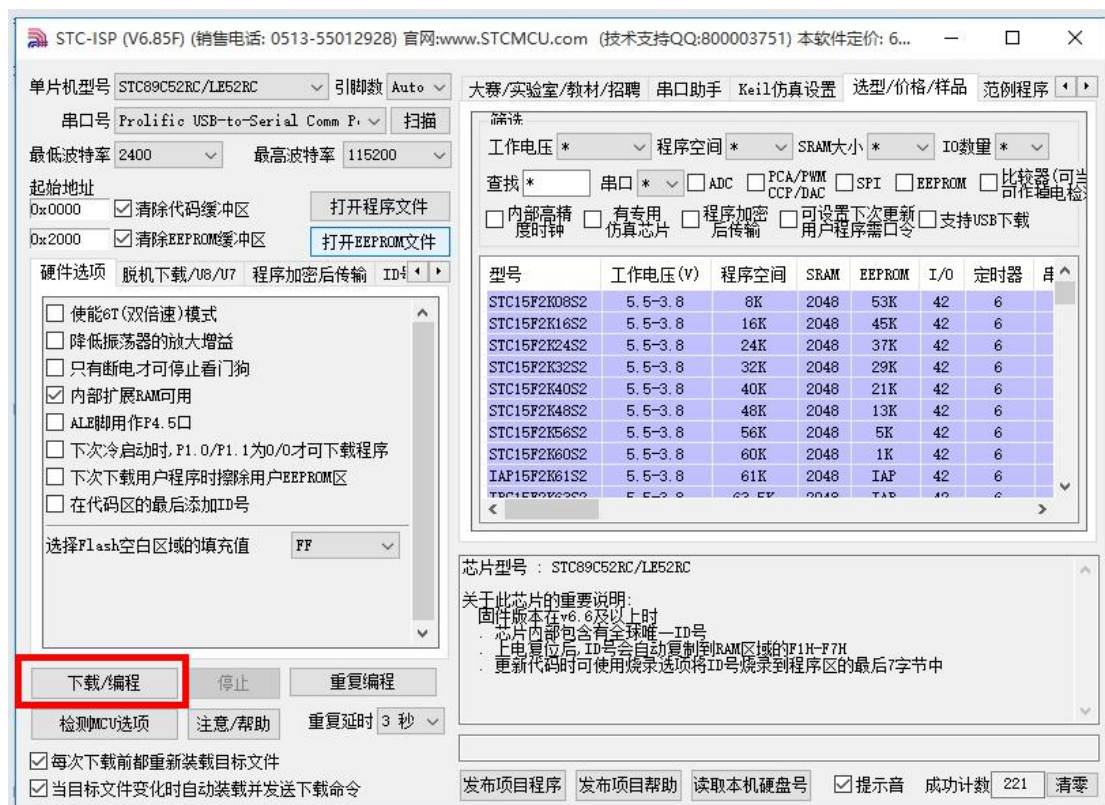 STC-ISP (V6.85F) (销售电话: 0513-55012928) 官网:www.STCMCU.com (技术支持QQ:800003751) 本软件定价: 6...
单片机型号 STC89C52RC/LE52RC 引脚数 Auto
串口号 Prolific USB-to-Serial Comm 扫描
最低波特率 2400 最高波特率 115200
起始地址
0x0000 清除代码缓冲区 打开程序文件
0x2000 清除EEPROM缓冲区 打开EEPROM文件
硬件选项 脱机下载/U8/U7 程序加密后传输
使能6T(双倍速)模式
降低振荡器的放大增益
只有断电才可停止看门狗
内部扩展RAM可用
ALE脚用作P4.5口
下次冷启动时,P1.0/P1.1为0/0才可下载程序
下次下载用户程序时擦除用户EEPROM区
在代码区的最后添加ID号
选择Flash空白区域的填充值 FF
下载/编程 停止 重复编程
检测MCU选项 注意/帮助 重复延时 3 秒
每次下载前都重新装载目标文件
当目标文件变化时自动装载并发送下载命令
大赛/实验室/教材/招聘 串口助手 Keil仿真设置 选型/价格/样品 范例程序
筛选
工作电压 * 程序空间 * SRAM大小 * IO数量 *
查找 * 串口 * ADC PCA/PWM CCP/DAC SPI EEPROM 比较器(可当可作掉电检
内部高精度时钟 有专用仿真芯片 程序加密后传输 可设置下次更新用户程序需口令 支持USB下载
型号 工作电压(V) 程序空间 SRAM EEPROM I/O 定时器 串
STC15F2K08S2 5.5-3.8 8K 2048 53K 42 6
STC15F2K16S2 5.5-3.8 16K 2048 45K 42 6
STC15F2K24S2 5.5-3.8 24K 2048 37K 42 6
STC15F2K32S2 5.5-3.8 32K 2048 29K 42 6
STC15F2K40S2 5.5-3.8 40K 2048 21K 42 6
STC15F2K48S2 5.5-3.8 48K 2048 13K 42 6
STC15F2K56S2 5.5-3.8 56K 2048 5K 42 6
STC15F2K60S2 5.5-3.8 60K 2048 1K 42 6
IAP15F2K61S2 5.5-3.8 61K 2048 IAP 42 6
芯片型号 : STC89C52RC/LE52RC
关于此芯片的重要说明:
固件版本在v6.6及以上时
. 芯片内部包含有全球唯一ID号
. 上电复位后,ID号会自动复制到RAM区域的F1H-F7H
. 更新代码时可使用烧录选项将ID号烧录到程序区的最后7字节中
发布项目程序 发布项目帮助 读取本机硬盘号 提示音 成功计数 221 清零